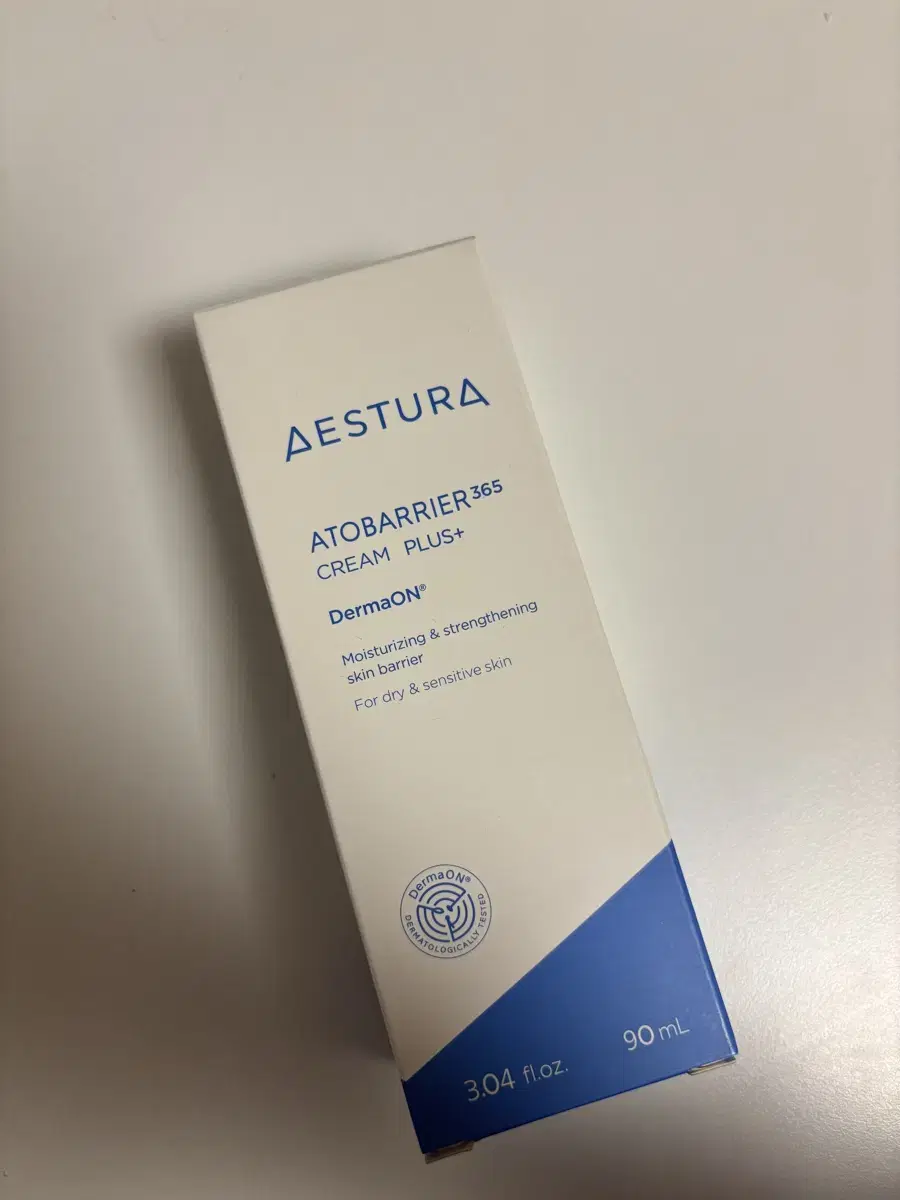 AESTURA
ATOBARRIER³⁶⁵
CREAM PLUS+
DermaON®
Moisturizing & strengthening
skin barrier
For dry & sensitive skin
DermaON®
DERMATOLOGICALLY TESTED
3.04 fl.oz. 90 mL